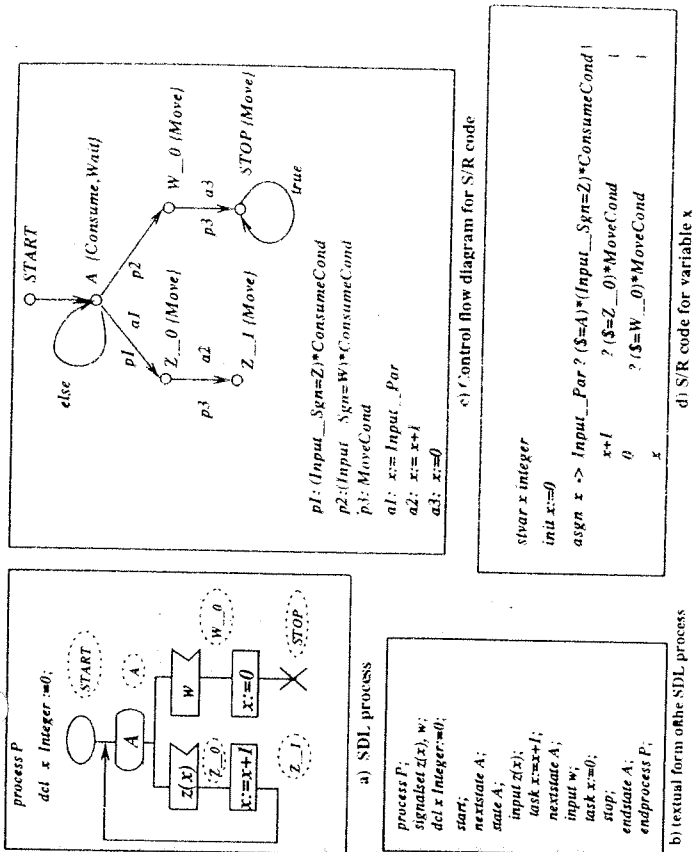 process P
dcl x Integer :=0;
START
A
A
z(x)
w
Z__0
W__0
x:=x+1
x:=0
Z__1
STOP
a) SDL process
process P;
signalset z(x), w;
dcl x Integer:=0;
start;
nextstate A;
state A;
input z(x);
task x:=x+1;
nextstate A;
input w;
task x:=0;
stop;
endstate A;
endprocess P;
b) textual form of the SDL process
START
else
A {Consume,Wait}
p1
a1
p2
Z__0 {Move}
W__0 {Move}
p3
a2
p3
a3
Z__1 {Move}
STOP {Move}
true
p1: (Input__Sgn=Z)*ConsumeCond
p2:(Input Sgn=W)*ConsumeCond
p3: MoveCond
a1: x:= Input__Par
a2: x:= x+1
a3: x:=0
c) Control flow diagram for S/R code
stvar x integer
init x:=0
asgn x -> Input__Par ? ($=A)*(Input__Sgn=Z)*ConsumeCond |
x+1 ? ($=Z__0)*MoveCond |
0 ? ($=W__0)*MoveCond |
x
d) S/R code for variable x